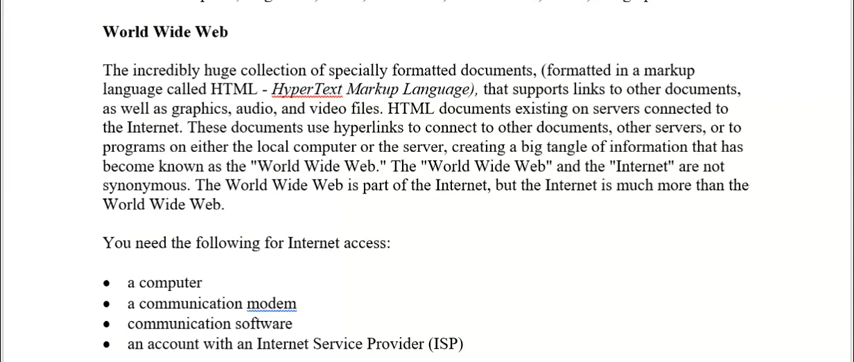 World Wide Web
The incredibly huge collection of specially formatted documents, (formatted in a markup
language called HTML - HyperText Markup Language), that supports links to other documents,
as well as graphics, audio, and video files. HTML documents existing on servers connected to
the Internet. These documents use hyperlinks to connect to other documents, other servers, or to
programs on either the local computer or the server, creating a big tangle of information that has
become known as the "World Wide Web." The "World Wide Web" and the "Internet" are not
synonymous. The World Wide Web is part of the Internet, but the Internet is much more than the
World Wide Web.
You need the following for Internet access:
• a computer
• a communication modem
• communication software
• an account with an Internet Service Provider (ISP)